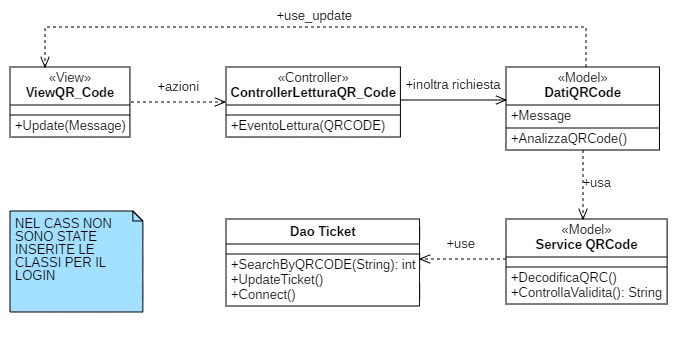 +use_update
«View»
ViewQR_Code
+Update(Message)
+azioni
«Controller»
ControllerLetturaQR_Code
+EventoLettura(QRCODE)
+inoltra richiesta
«Model»
DatiQRCode
+Message
+AnalizzaQRCode()
+usa
NEL CASS NON
SONO STATE
INSERITE LE
CLASSI PER IL
LOGIN
Dao Ticket
+SearchByQRCODE(String): int
+UpdateTicket()
+Connect()
+use
«Model»
Service QRCode
+DecodificaQRC()
+ControllaValidita(): String